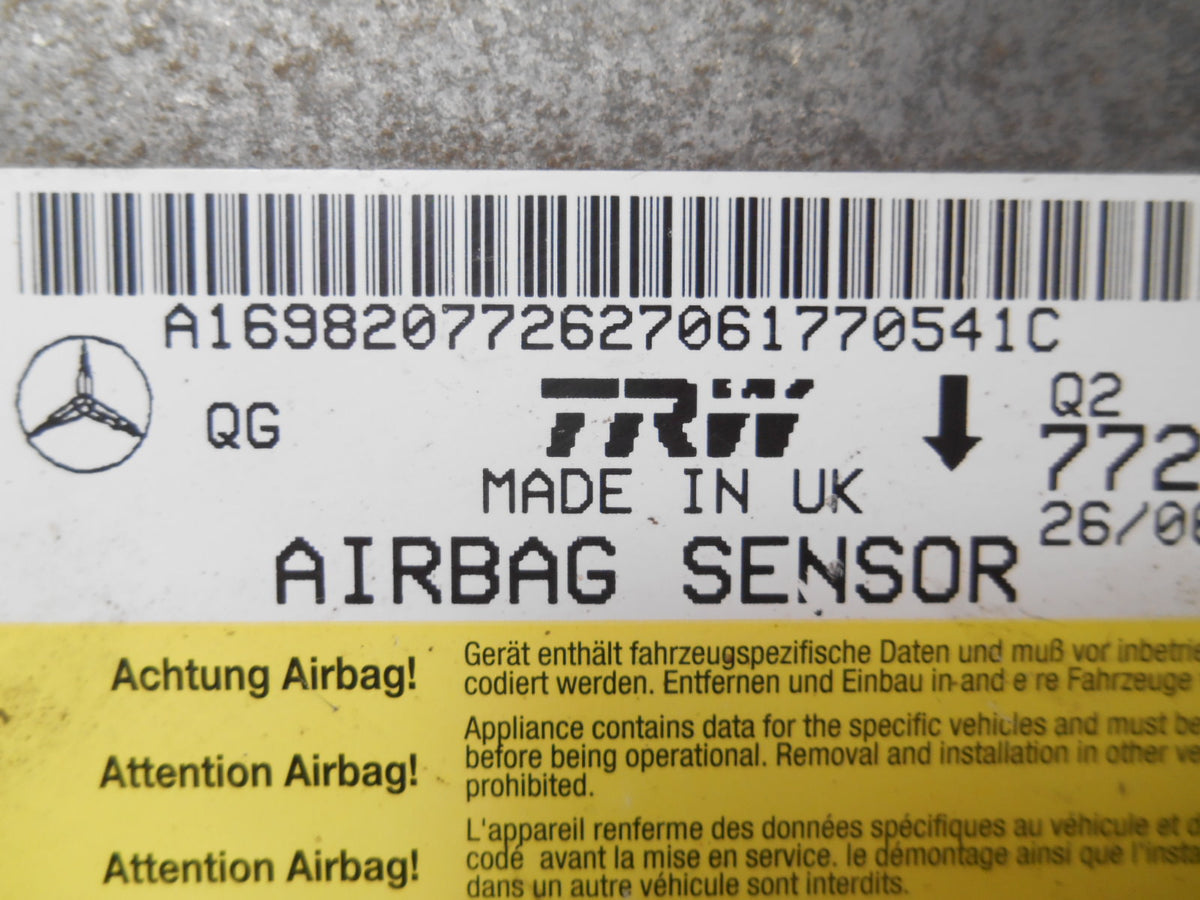 A169820772627061770541C
QG
TRW
Q2
772
MADE IN UK
26/0
AIRBAG SENSOR
Achtung Airbag!
Gerät enthält fahrzeugspezifische Daten und muß vor inbetrie
codiert werden. Entfernen und Einbau in and e re Fahrzeuge
Attention Airbag!
Appliance contains data for the specific vehicles and must be
before being operational. Removal and installation in other ve
prohibited.
Attention Airbag!
L'appareil renferme des données spécifiques au véhicule et
codé avant la mise en service. le démontage ainsi que l'insta
dans un autre véhicule sont interdits.